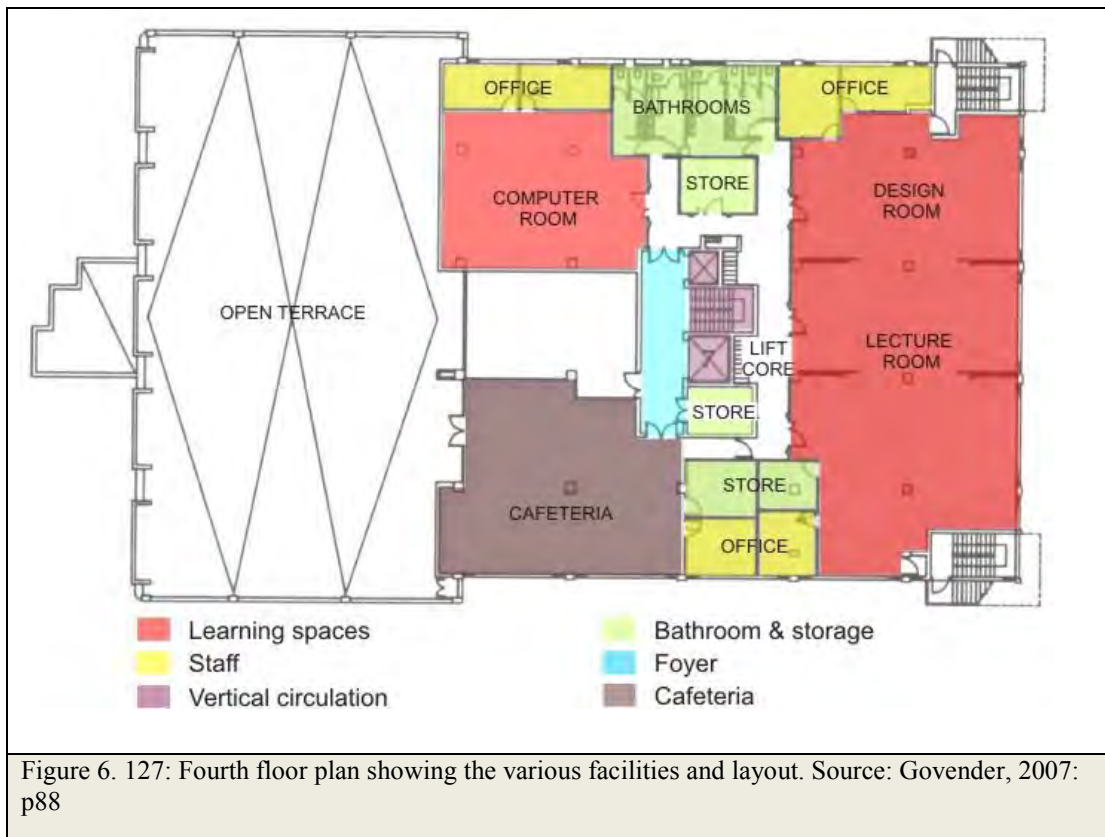 OFFICE
OFFICE
BATHROOMS
STORE
COMPUTER
ROOM
DESIGN
ROOM
OPEN TERRACE
LIFT
CORE
LECTURE
ROOM
STORE
STORE
CAFETERIA
OFFICE
Learning spaces
Staff
Vertical circulation
Bathroom & storage
Foyer
Cafeteria
Figure 6. 127: Fourth floor plan showing the various facilities and layout. Source: Govender, 2007:
p88